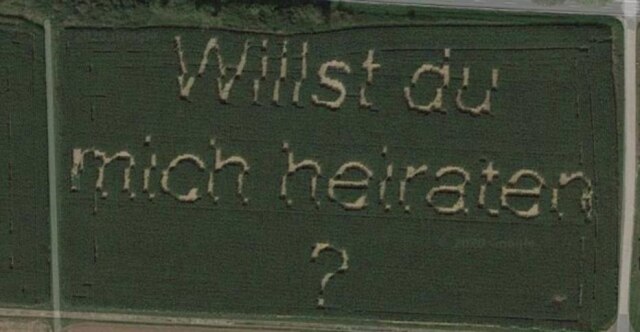 Willst du
mich heiraten
?